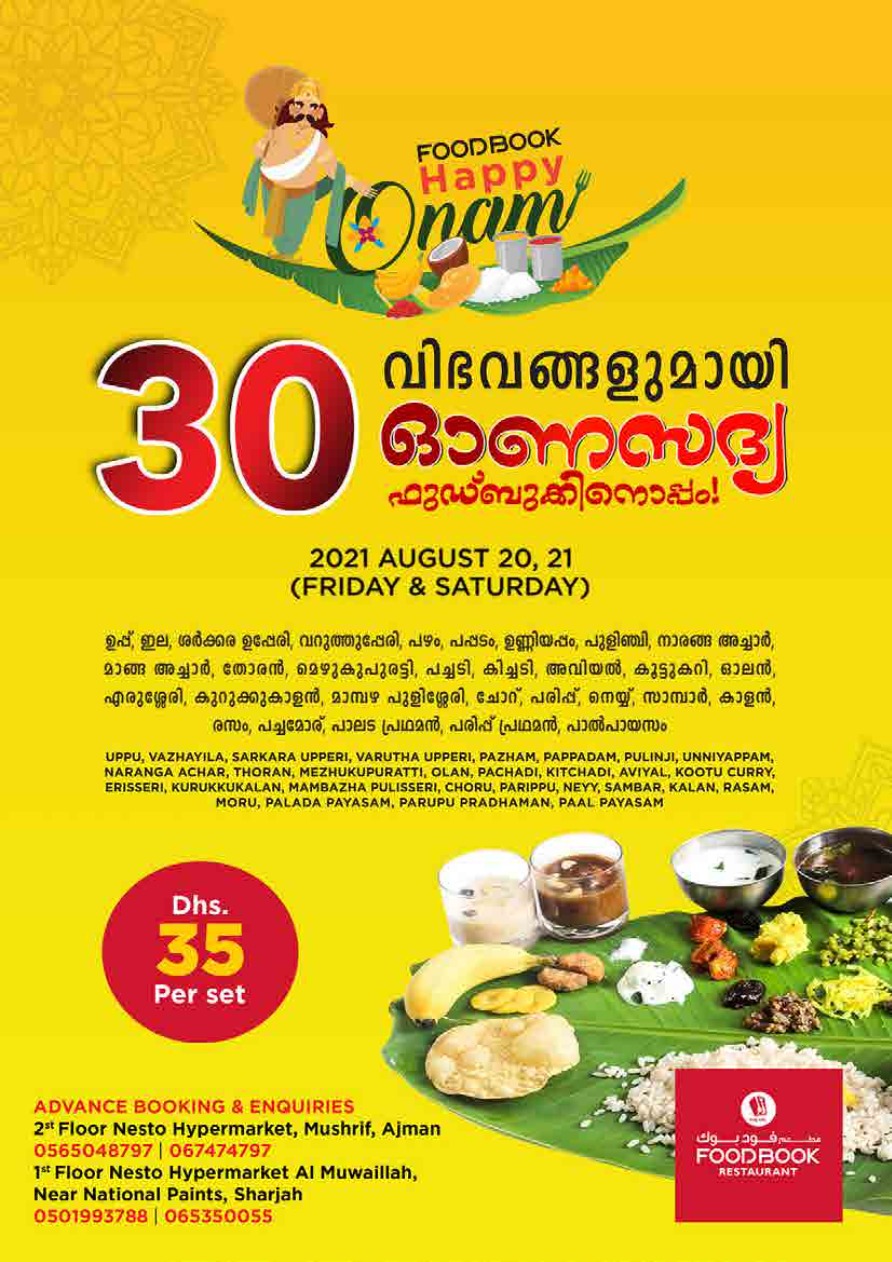 FOODBOOK
Happy
Onam
30
വിഭവങ്ങളുമായി
ഓണസദ്യ
ഫുഡ്ബുക്കിനൊപ്പം!
2021 AUGUST 20, 21
(FRIDAY & SATURDAY)
ഉപ്പ്, ഇല, ശർക്കര ഉപ്പേരി, വറുത്തുപ്പേരി, പഴം, പപ്പടം, ഉണ്ണിയപ്പം, പുളിഞ്ചി, നാരങ്ങ അച്ചാർ,
മാങ്ങ അച്ചാർ, തോരൻ, മെഴുകുപുരട്ടി, പച്ചടി, കിച്ചടി, അവിയൽ, കൂട്ടുകറി, ഓലൻ,
എരുശ്ശേരി, കുറുക്കുകാളൻ, മാമ്പഴ പുളിശ്ശേരി, ചോറ്, പരിപ്പ്, നെയ്യ്, സാമ്പാർ, കാളൻ,
രസം, പച്ചമോര്, പാലട പ്രഥമൻ, പരിപ്പ് പ്രഥമൻ, പാൽപായസം
UPPU, VAZHAYILA, SARKARA UPPERI, VARUTHA UPPERI, PAZHAM, PAPPADAM, PULINJI, UNNIYAPPAM,
NARANGA ACHAR, THORAN, MEZHUKUPURATTI, OLAN, PACHADI, KITCHADI, AVIYAL, KOOTU CURRY,
ERISSERI, KURUKKUKALAN, MAMBAZHA PULISSERI, CHORU, PARIPPU, NEYY, SAMBAR, KALAN, RASAM,
MORU, PALADA PAYASAM, PARUPU PRADHAMAN, PAAL PAYASAM
Dhs.
35
Per set
ADVANCE BOOKING & ENQUIRIES
2st Floor Nesto Hypermarket, Mushrif, Ajman
0565048797 | 067474797
1st Floor Nesto Hypermarket Al Muwaillah,
Near National Paints, Sharjah
0501993788 | 065350055
مطعم فود بوك
FOODBOOK
RESTAURANT